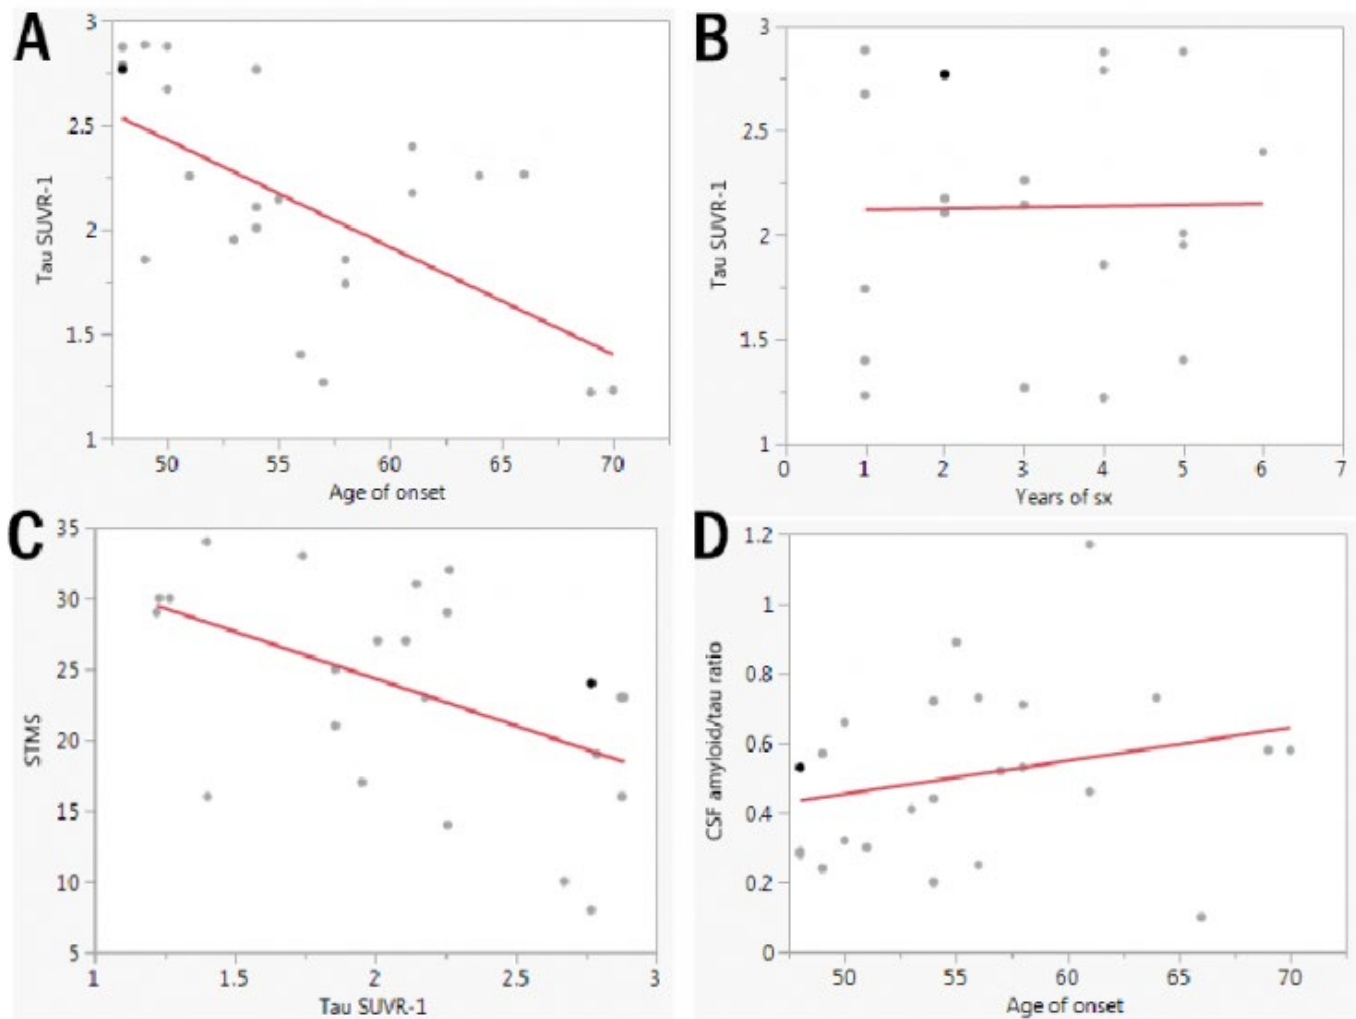 A
3
2.5
2
1.5
1
Tau SUVR-1
50 55 60 65 70
Age of onset
B
3
2.5
2
1.5
1
Tau SUVR-1
0 1 2 3 4 5 6 7
Years of sx
C
35
30
25
20
15
10
5
STMS
1 1.5 2 2.5 3
Tau SUVR-1
D
1.2
1
0.8
0.6
0.4
0.2
0
CSF amyloid/tau ratio
50 55 60 65 70
Age of onset